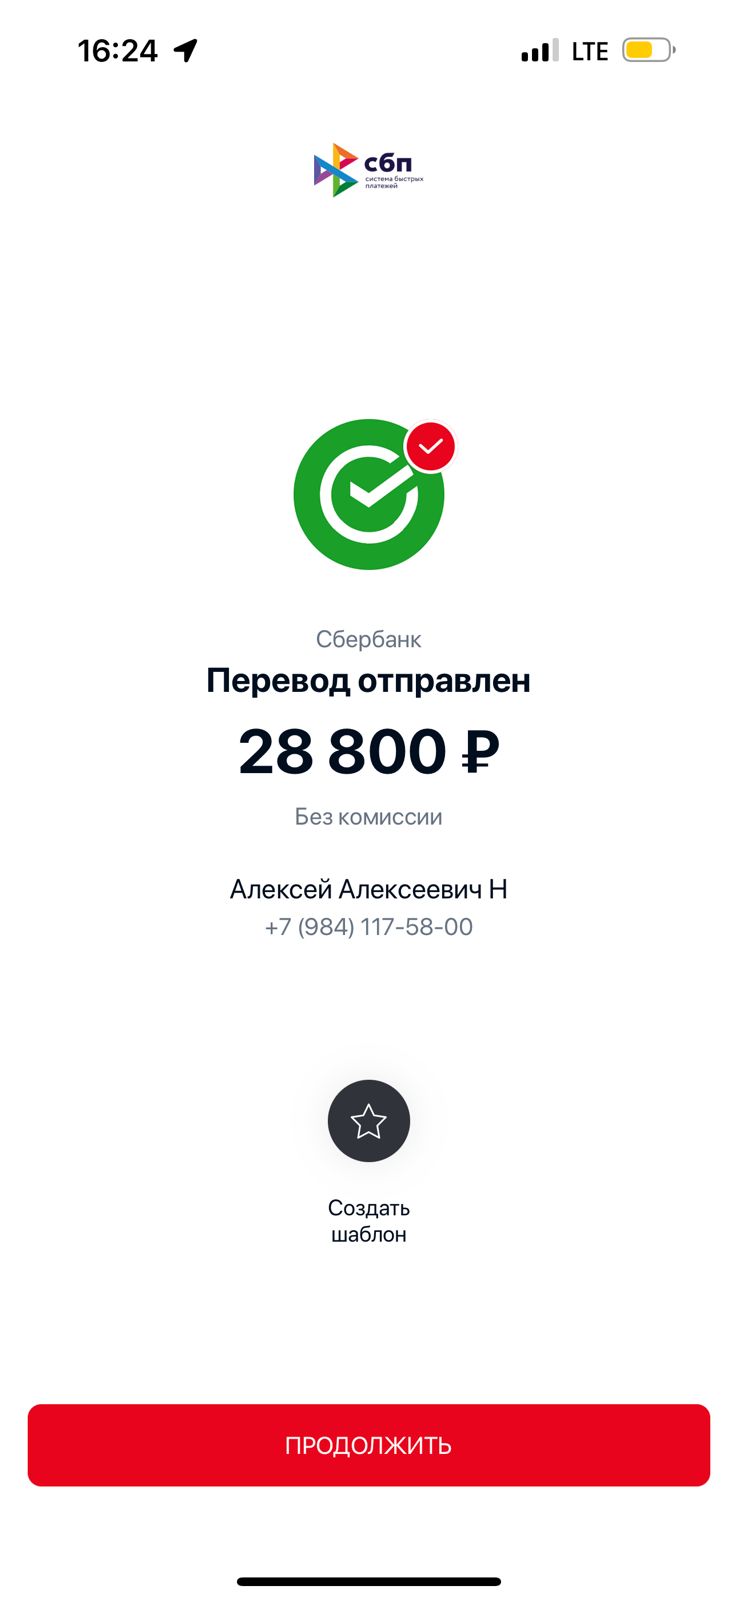 16:24
LTE
сбп
система быстрых
платежей
Сбербанк
Перевод отправлен
28 800 ₽
Без комиссии
Алексей Алексеевич Н
+7 (984) 117-58-00
Создать
шаблон
ПРОДОЛЖИТЬ